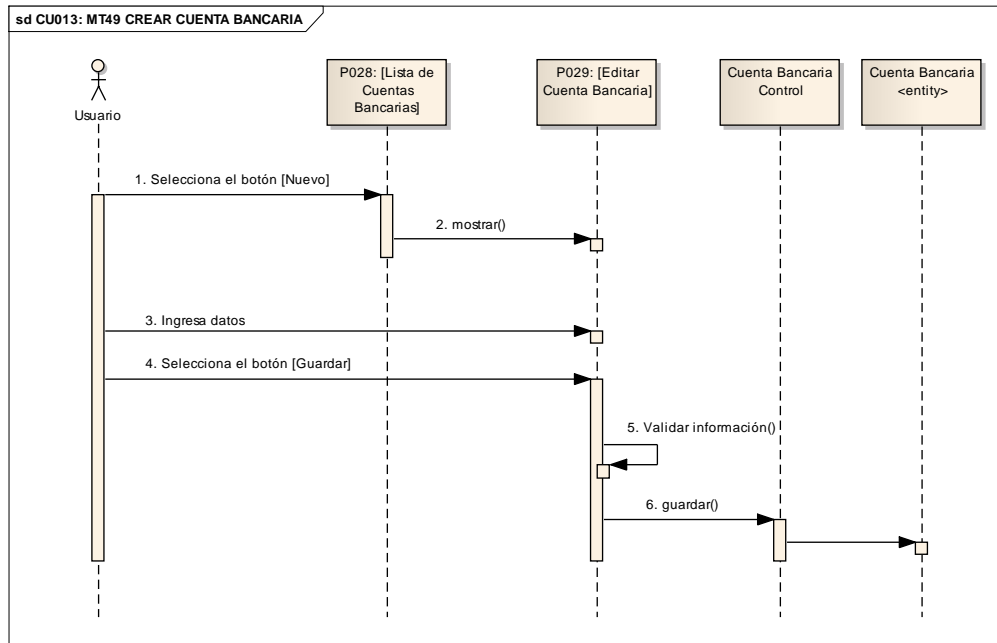 sd CU013: MT49 CREAR CUENTA BANCARIA
Usuario
P028: [Lista de
Cuentas
Bancarias]
P029: [Editar
Cuenta Bancaria]
Cuenta Bancaria
Control
Cuenta Bancaria
<entity>
1. Selecciona el botón [Nuevo]
2. mostrar()
3. Ingresa datos
4. Selecciona el botón [Guardar]
5. Validar información()
6. guardar()